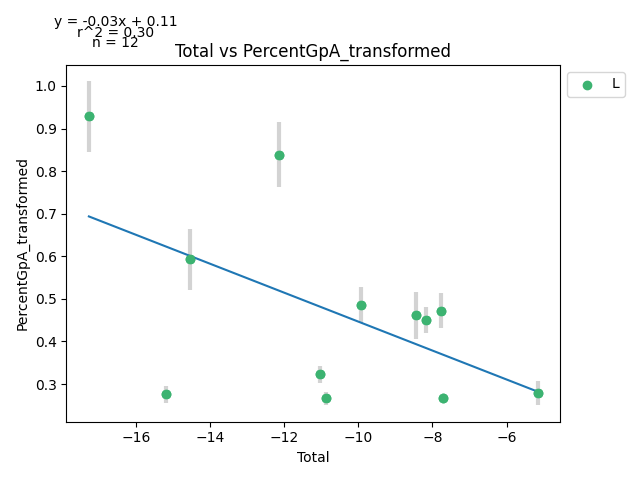 y = -0.03x + 0.11
r^2 = 0.30
n = 12
Total vs PercentGpA_transformed
L
PercentGpA_transformed
1.0
0.9
0.8
0.7
0.6
0.5
0.4
0.3
−16 −14 −12 −10 −8 −6
Total